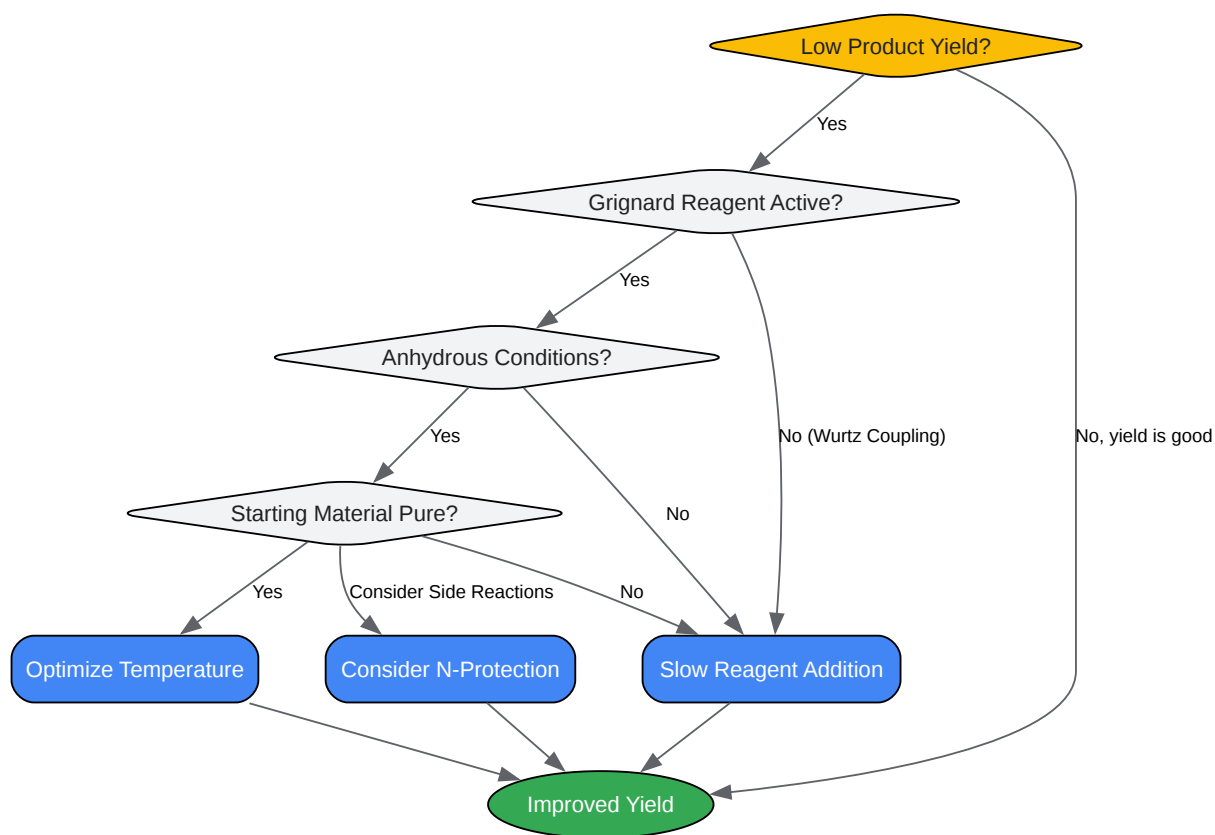 Low Product Yield?
Yes
Grignard Reagent Active?
Yes
Anhydrous Conditions?
Yes
No (Wurtz Coupling)
No, yield is good
Starting Material Pure?
No
Yes
Consider Side Reactions
No
Optimize Temperature
Consider N-Protection
Slow Reagent Addition
Improved Yield